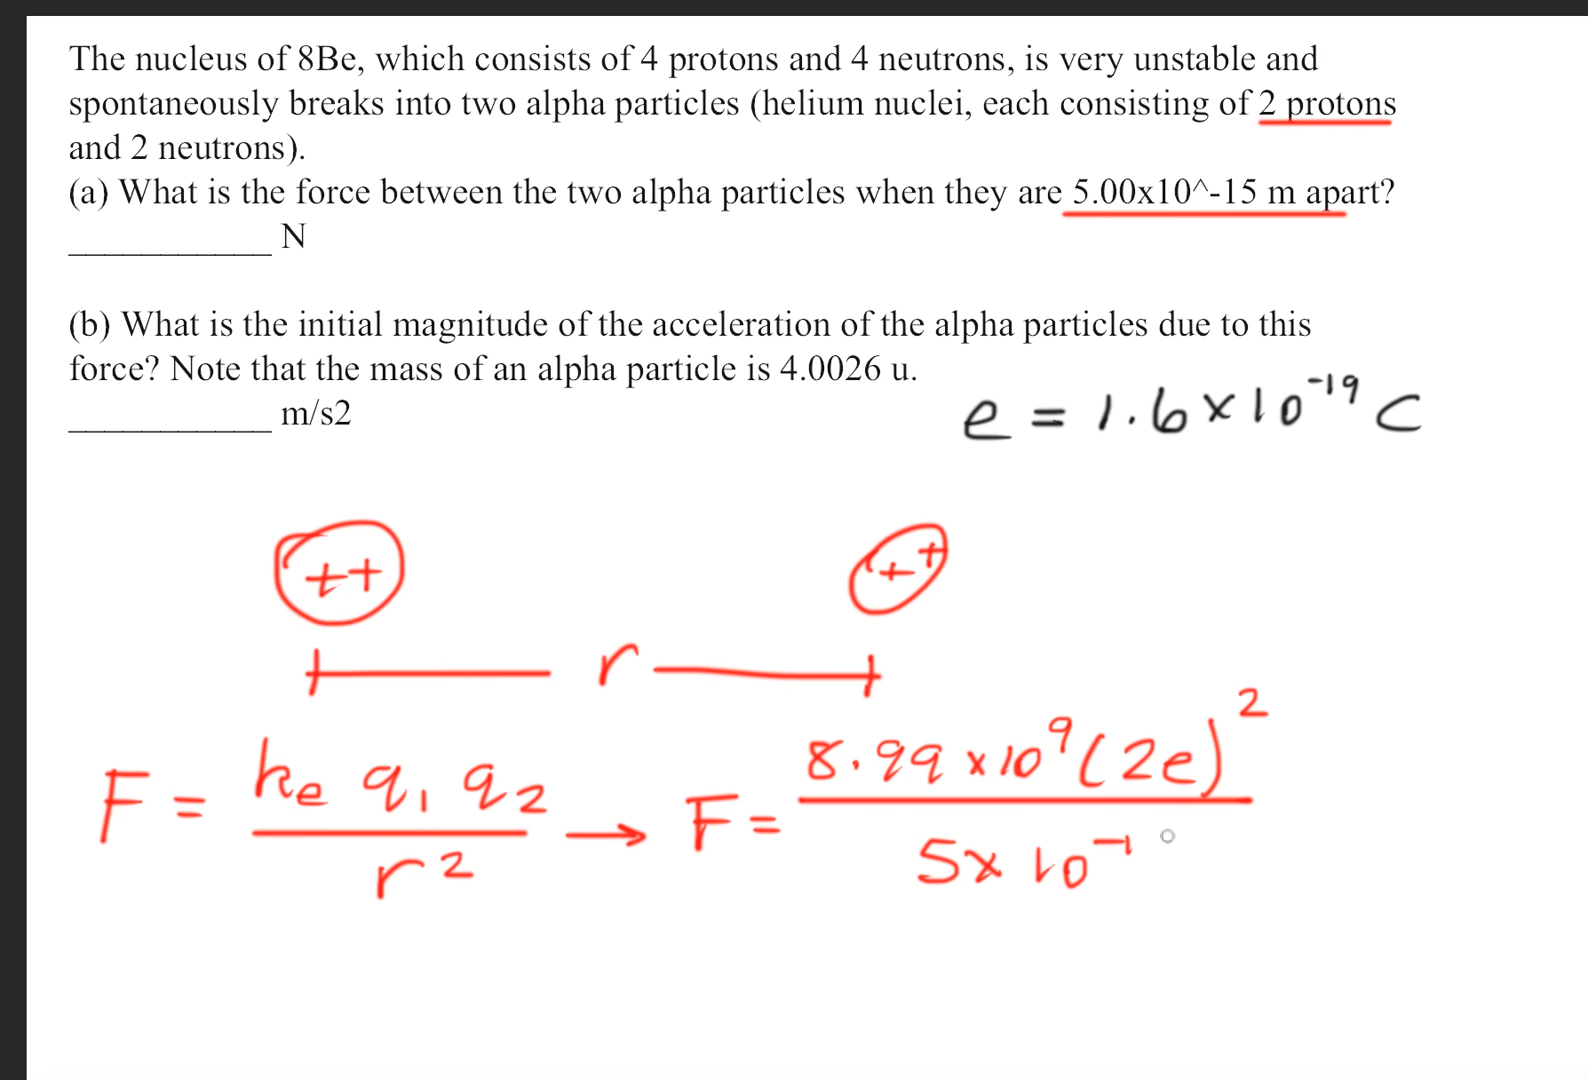 The nucleus of 8Be, which consists of 4 protons and 4 neutrons, is very unstable and
spontaneously breaks into two alpha particles (helium nuclei, each consisting of 2 protons
and 2 neutrons).
(a) What is the force between the two alpha particles when they are 5.00x10^-15 m apart?
___________ N
(b) What is the initial magnitude of the acceleration of the alpha particles due to this
force? Note that the mass of an alpha particle is 4.0026 u.
___________ m/s2
e = 1.6 × 10⁻¹⁹ C
++ ++
r
F = ke q1 q2 / r² → F = 8.99 × 10⁹ (2e)² / 5 × 10⁻¹